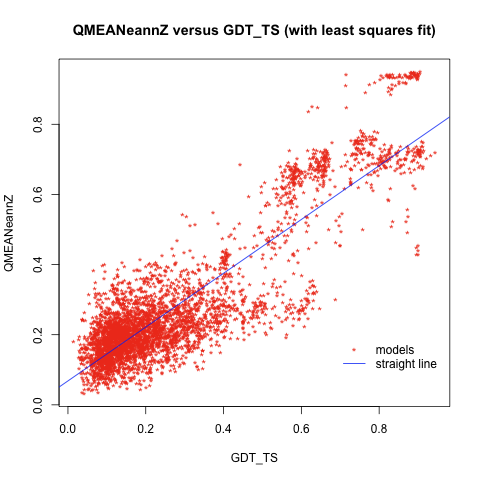 QMEANeannZ versus GDT_TS (with least squares fit)
QMEANeannZ
0.8
0.6
0.4
0.2
0.0
models
straight line
0.0 0.2 0.4 0.6 0.8
GDT_TS